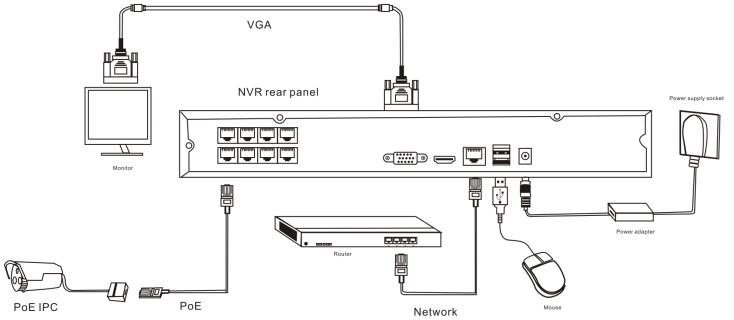 VGA
NVR rear panel
Power supply socket
Monitor
Power adapter
Router
Mouse
PoE IPC
PoE
Network